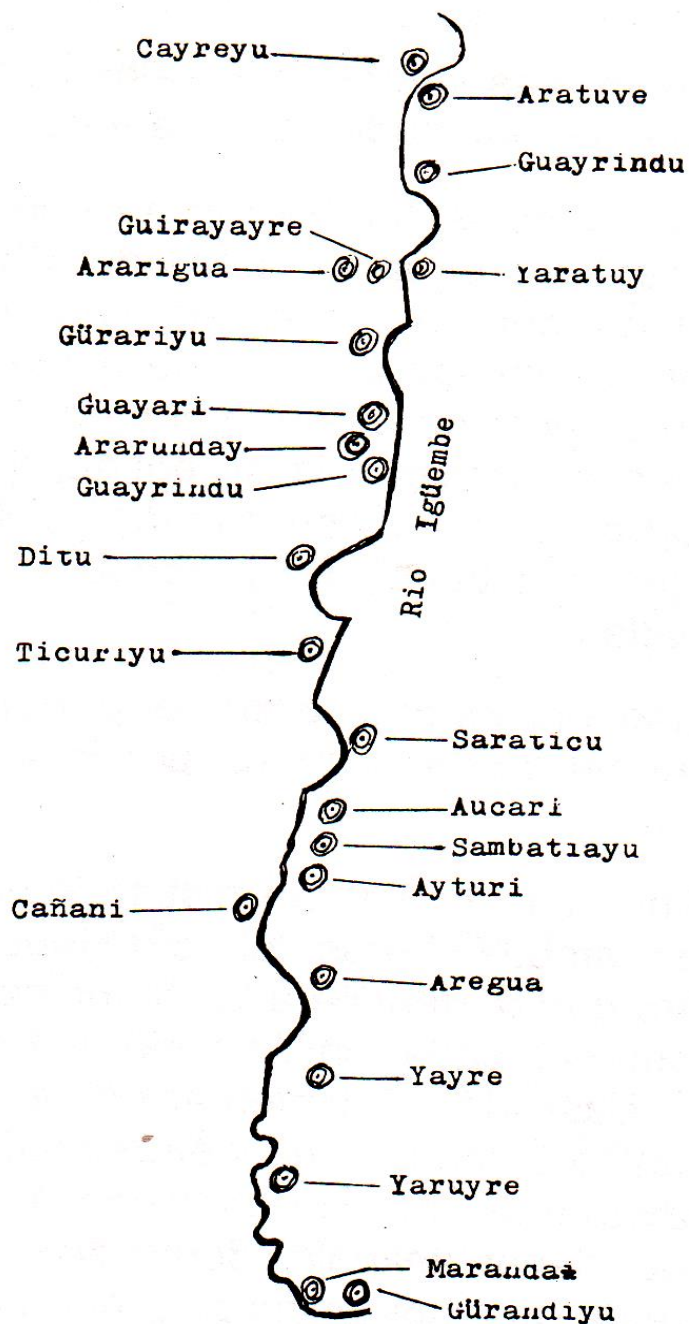 Cayreyu
Aratuve
Guayrindu
Guirayayre
Ararigua
Yaratuy
Gürariyu
Guayari
Ararunday
Guayrindu
Rio Igüembe
Ditu
Ticuriyu
Saraticu
Aucari
Sambatiayu
Ayturi
Cañani
Aregua
Yayre
Yaruyre
Marandai
Gürandiyu